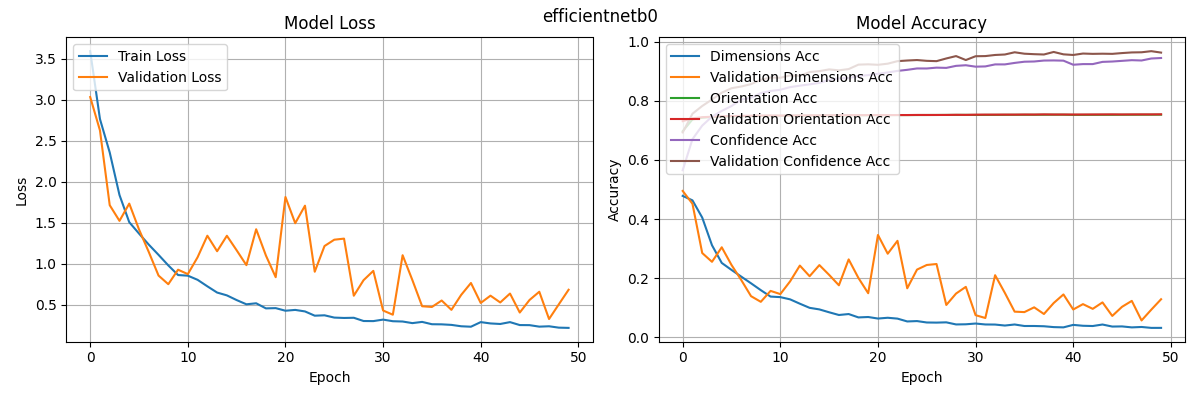 efficientnetb0
Model Loss
Train Loss
Validation Loss
Loss
3.5
3.0
2.5
2.0
1.5
1.0
0.5
0 10 20 30 40 50
Epoch
Model Accuracy
Dimensions Acc
Validation Dimensions Acc
Orientation Acc
Validation Orientation Acc
Confidence Acc
Validation Confidence Acc
Accuracy
1.0
0.8
0.6
0.4
0.2
0.0
0 10 20 30 40 50
Epoch